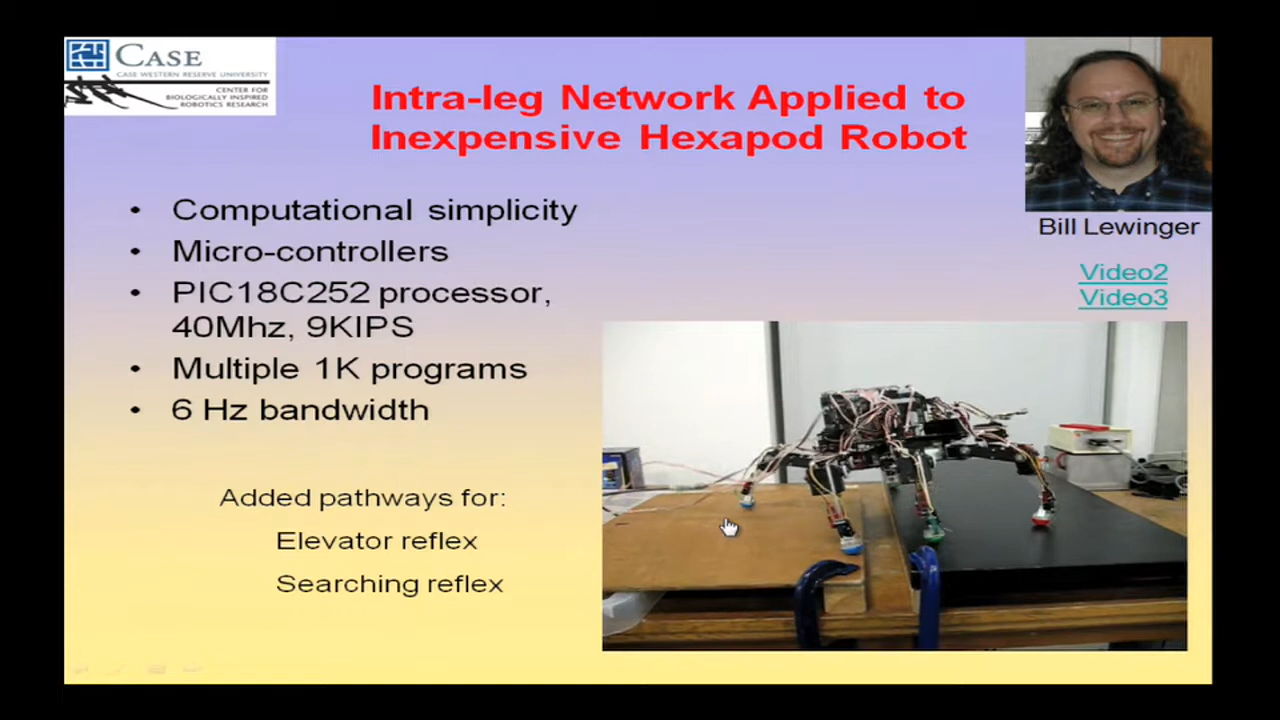 CASE
CASE WESTERN RESERVE UNIVERSITY
CENTER FOR
BIOLOGICALLY INSPIRED
ROBOTICS RESEARCH
Intra-leg Network Applied to
Inexpensive Hexapod Robot
• Computational simplicity
• Micro-controllers
• PIC18C252 processor,
40Mhz, 9KIPS
• Multiple 1K programs
• 6 Hz bandwidth
Added pathways for:
Elevator reflex
Searching reflex
Bill Lewinger
Video2
Video3